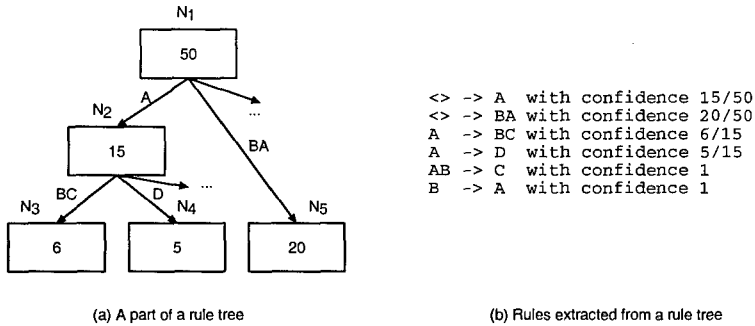 N1
50
A
...
N2
BA
15
...
BC
D
N3
N4
N5
6
5
20
(a) A part of a rule tree
<> -> A with confidence 15/50
<> -> BA with confidence 20/50
A -> BC with confidence 6/15
A -> D with confidence 5/15
AB -> C with confidence 1
B -> A with confidence 1
(b) Rules extracted from a rule tree